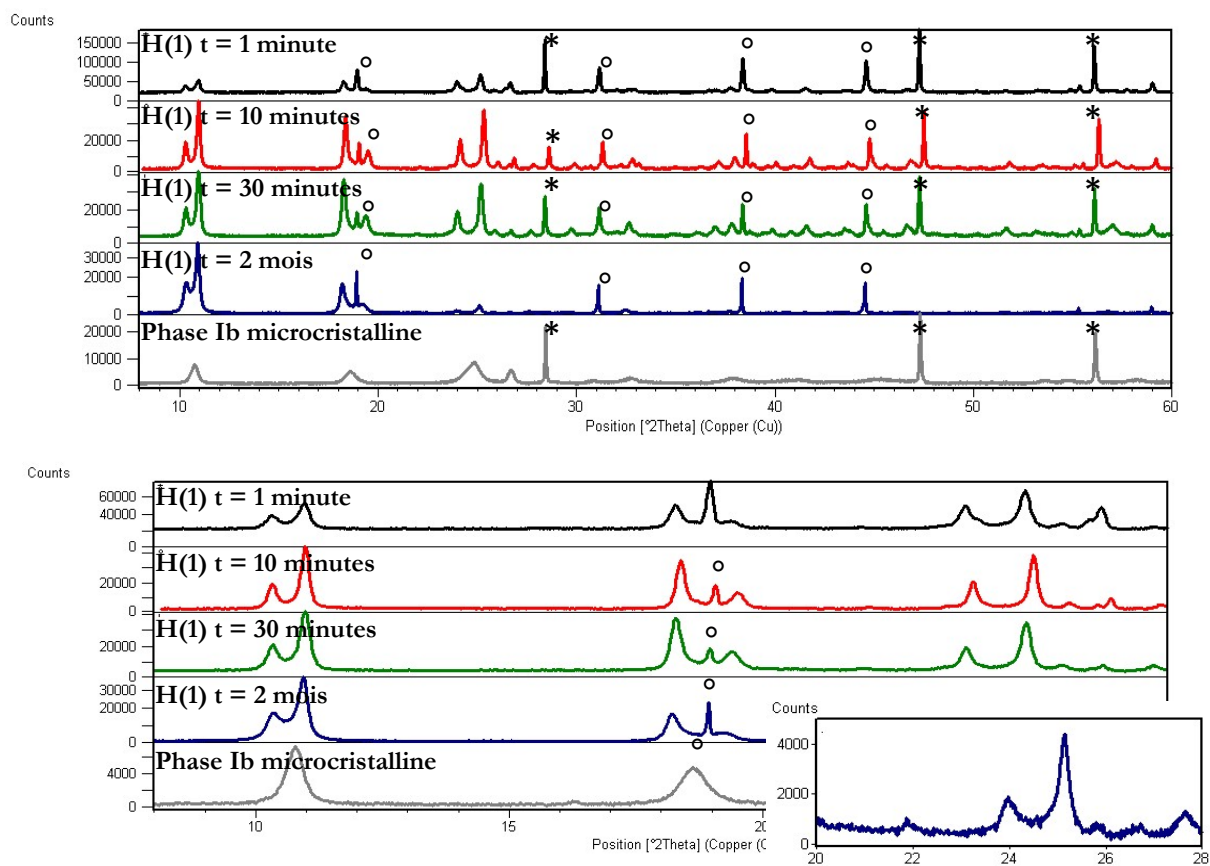 Counts
H(1) t = 1 minute
150000
100000
50000
0
H(1) t = 10 minutes
20000
0
H(1) t = 30 minutes
20000
0
H(1) t = 2 mois
30000
20000
0
Phase Ib microcristalline
20000
10000
0
10 20 30 40 50 60
Position [°2Theta] (Copper (Cu))
Counts
H(1) t = 1 minute
60000
40000
0
H(1) t = 10 minutes
20000
0
H(1) t = 30 minutes
20000
0
H(1) t = 2 mois
30000
20000
0
Phase Ib microcristalline
4000
0
10 15 20
Position [°2Theta] (Copper (C
Counts
4000
2000
0
20 22 24 26 28